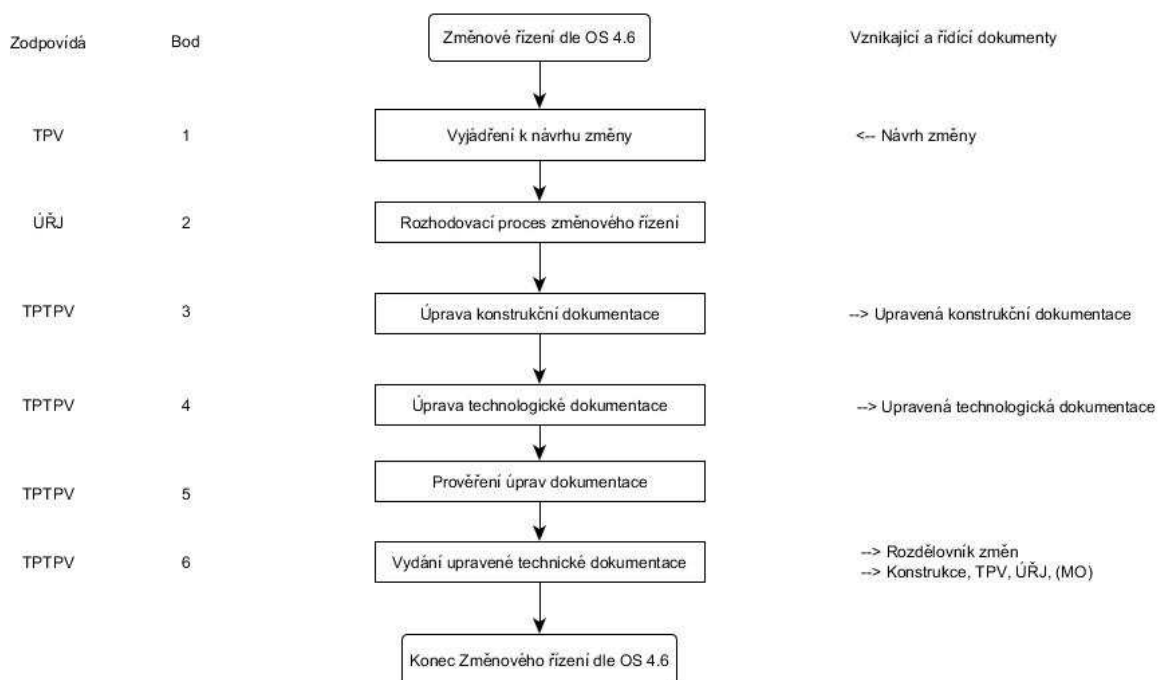 Zodpovídá Bod Změnové řízení dle OS 4.6 Vznikající a řídící dokumenty
TPV 1 Vyjádření k návrhu změny <-- Návrh změny
ÚŘJ 2 Rozhodovací proces změnového řízení
TPTPV 3 Úprava konstrukční dokumentace --> Upravená konstrukční dokumentace
TPTPV 4 Úprava technologické dokumentace --> Upravená technologická dokumentace
TPTPV 5 Prověření úprav dokumentace
TPTPV 6 Vydání upravené technické dokumentace --> Rozdělovník změn
--> Konstrukce, TPV, ÚŘJ, (MO)
Konec Změnového řízení dle OS 4.6